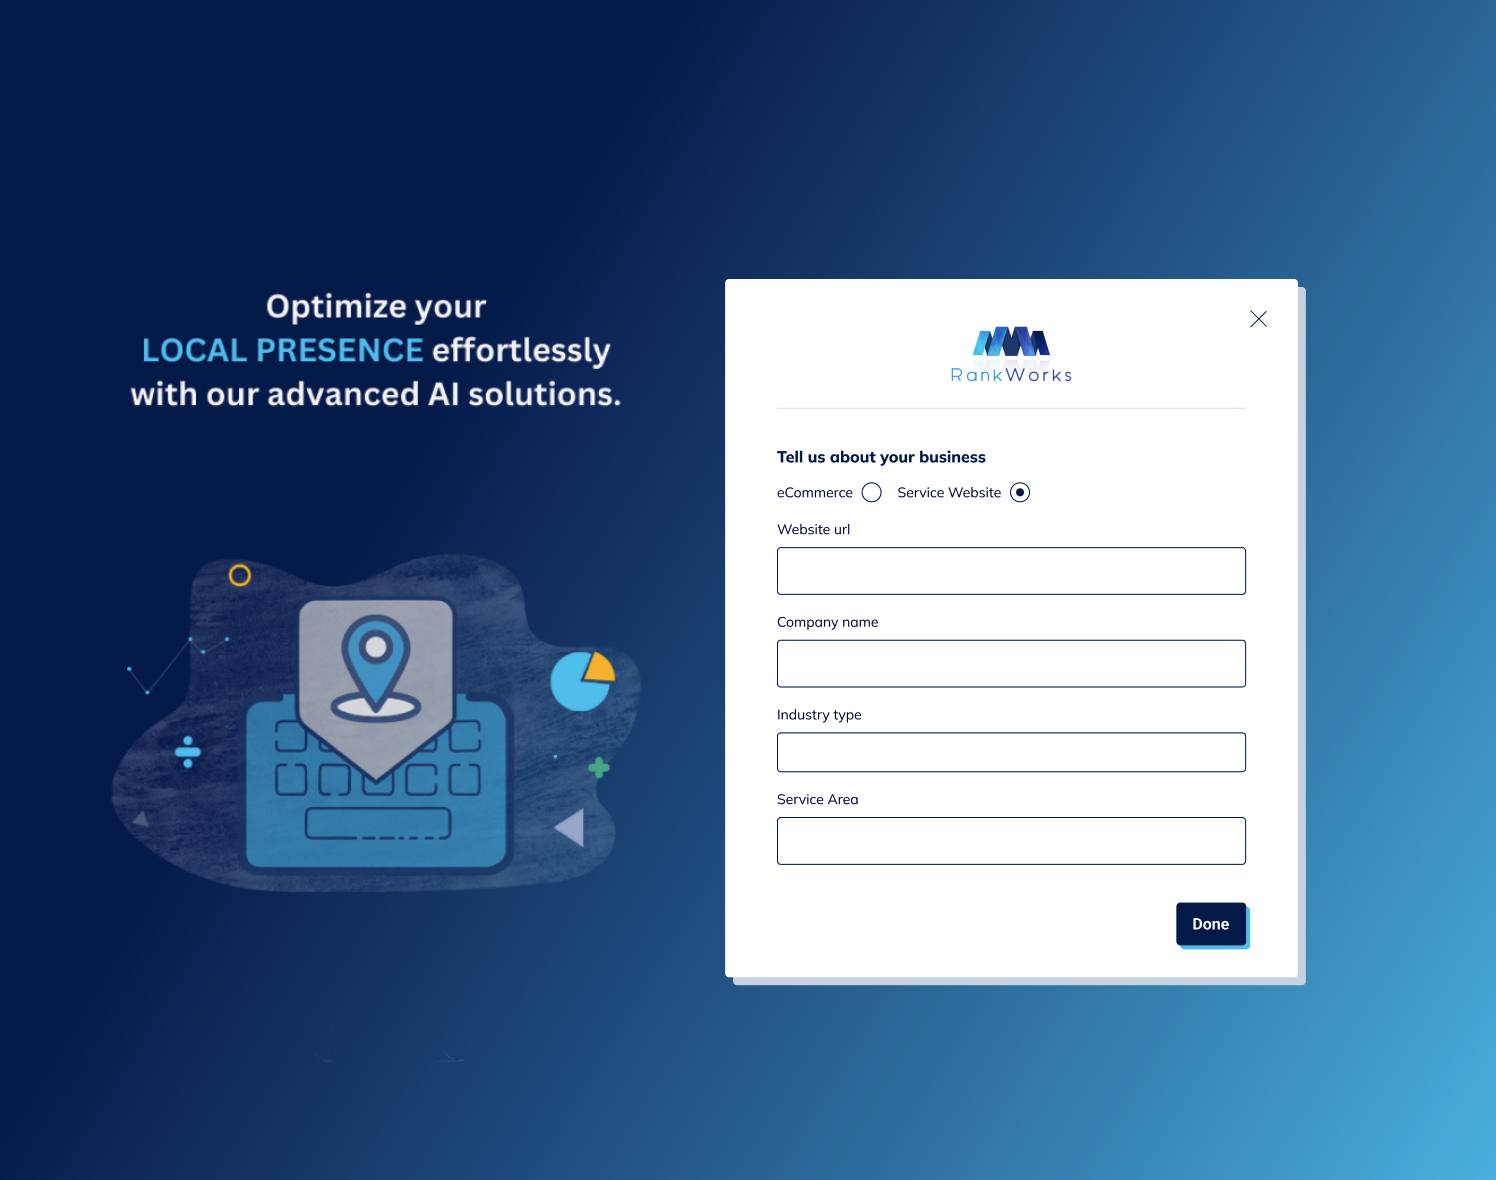 Optimize your
LOCAL PRESENCE effortlessly
with our advanced AI solutions.
RankWorks
Tell us about your business
eCommerce Service Website
Website url
Company name
Industry type
Service Area
Done